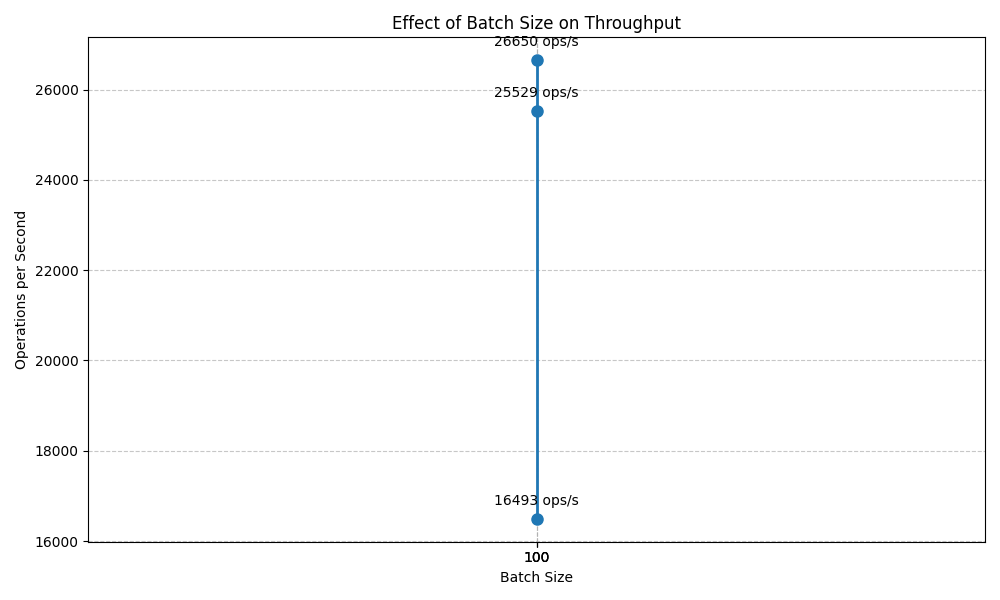 Effect of Batch Size on Throughput
26650 ops/s
25529 ops/s
16493 ops/s
26000
24000
22000
20000
18000
16000
Operations per Second
100
Batch Size